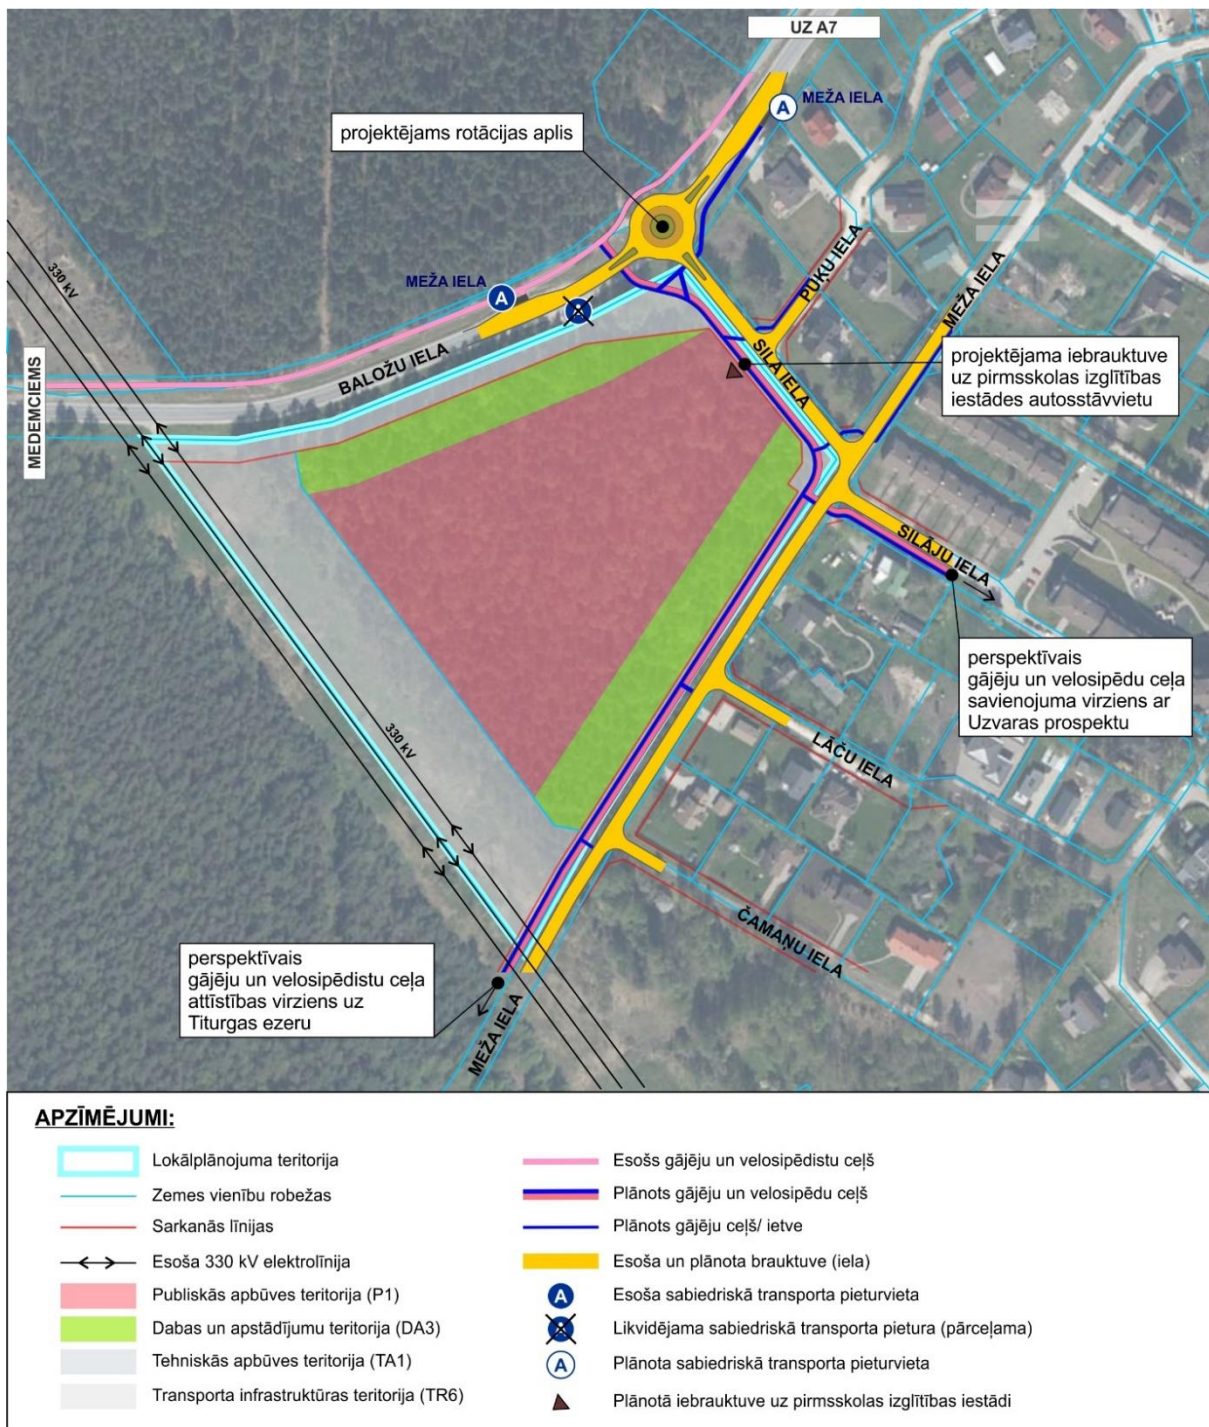 UZ A7
MEŽA IELA
projektējams rotācijas aplis
330 kV
MEŽA IELA
PUĶU IELA
MEŽA IELA
BALOŽU IELA
SILA IELA
projektējama iebrauktuve
uz pirmsskolas izglītības
iestādes autosstāvvietu
MEDEMCIEMS
SILĀJU IELA
perspektīvais
gājēju un velosipēdu ceļa
savienojuma virziens ar
Uzvaras prospektu
330 kV
LĀČU IELA
ČAMAŅU IELA
perspektīvais
gājēju un velosipēdistu ceļa
attīstības virziens uz
Titurgas ezeru
MEŽA IELA
APZĪMĒJUMI:
Lokālplānojuma teritorija
Zemes vienību robežas
Sarkanās līnijas
Esoša 330 kV elektrolīnija
Publiskās apbūves teritorija (P1)
Dabas un apstādījumu teritorija (DA3)
Tehniskās apbūves teritorija (TA1)
Transporta infrastruktūras teritorija (TR6)
Esošs gājēju un velosipēdistu ceļš
Plānots gājēju un velosipēdu ceļš
Plānots gājēju ceļš/ ietve
Esoša un plānota brauktuve (iela)
A Esoša sabiedriskā transporta pieturvieta
Likvidējama sabiedriskā transporta pietura (pārceļama)
A Plānota sabiedriskā transporta pieturvieta
Plānotā iebrauktuve uz pirmsskolas izglītības iestādi